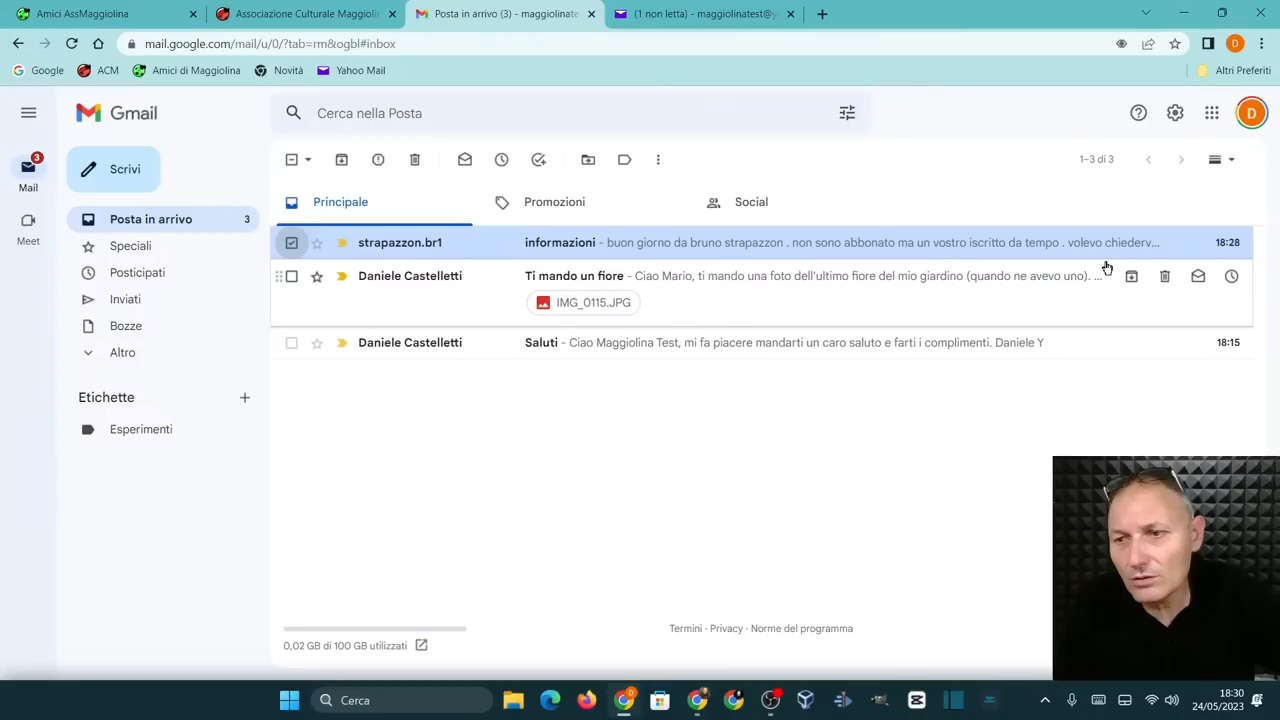 Amici AssMaggiolina
Associazione Culturale Maggiolin
Posta in arrivo (3) - maggiolinate
(1 non letta) - maggiolinatest@y
mail.google.com/mail/u/0/?tab=rm&ogbl#inbox
D
Google
ACM
Amici di Maggiolina
Novità
Yahoo Mail
Altri Preferiti
Gmail
Cerca nella Posta
D
3
Mail
Meet
Scrivi
Posta in arrivo 3
Speciali
Posticipati
Inviati
Bozze
Altro
Etichette
Esperimenti
1–3 di 3
Principale
Promozioni
Social
strapazzon.br1 informazioni - buon giorno da bruno strapazzon . non sono abbonato ma un vostro iscritto da tempo . volevo chiederv... 18:28
Daniele Castelletti Ti mando un fiore - Ciao Mario, ti mando una foto dell'ultimo fiore del mio giardino (quando ne avevo uno). ...
IMG_0115.JPG
Daniele Castelletti Saluti - Ciao Maggiolina Test, mi fa piacere mandarti un caro saluto e farti i complimenti. Daniele Y 18:15
0,02 GB di 100 GB utilizzati
Termini · Privacy · Norme del programma
Cerca
18:30
24/05/2023